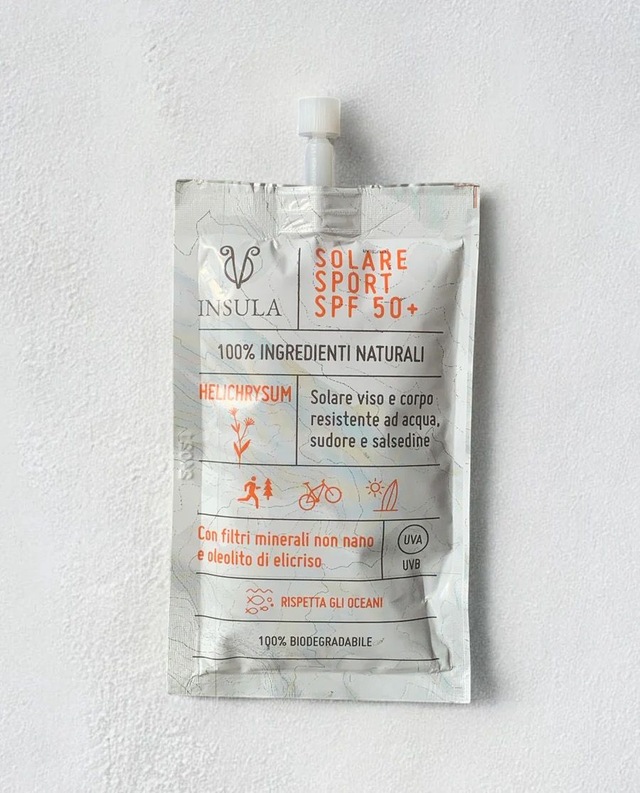 INSULA
SOLARE
SPORT
SPF 50+
100% INGREDIENTI NATURALI
HELICHRYSUM
Solare viso e corpo
resistente ad acqua,
sudore e salsedine
Con filtri minerali non nano
e oleolito di elicriso
UVA
UVB
RISPETTA GLI OCEANI
100% BIODEGRADABILE